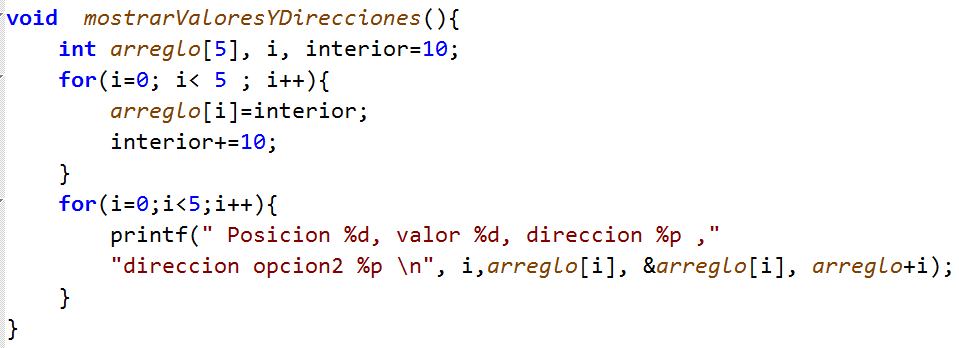 void  mostrarValoresYDirecciones(){
    int arreglo[5], i, interior=10;
    for(i=0; i< 5 ; i++){
        arreglo[i]=interior;
        interior+=10;
    }
    for(i=0;i<5;i++){
        printf(" Posicion %d, valor %d, direccion %p ,"
        "direccion opcion2 %p \n", i,arreglo[i], &arreglo[i], arreglo+i);
    }
}